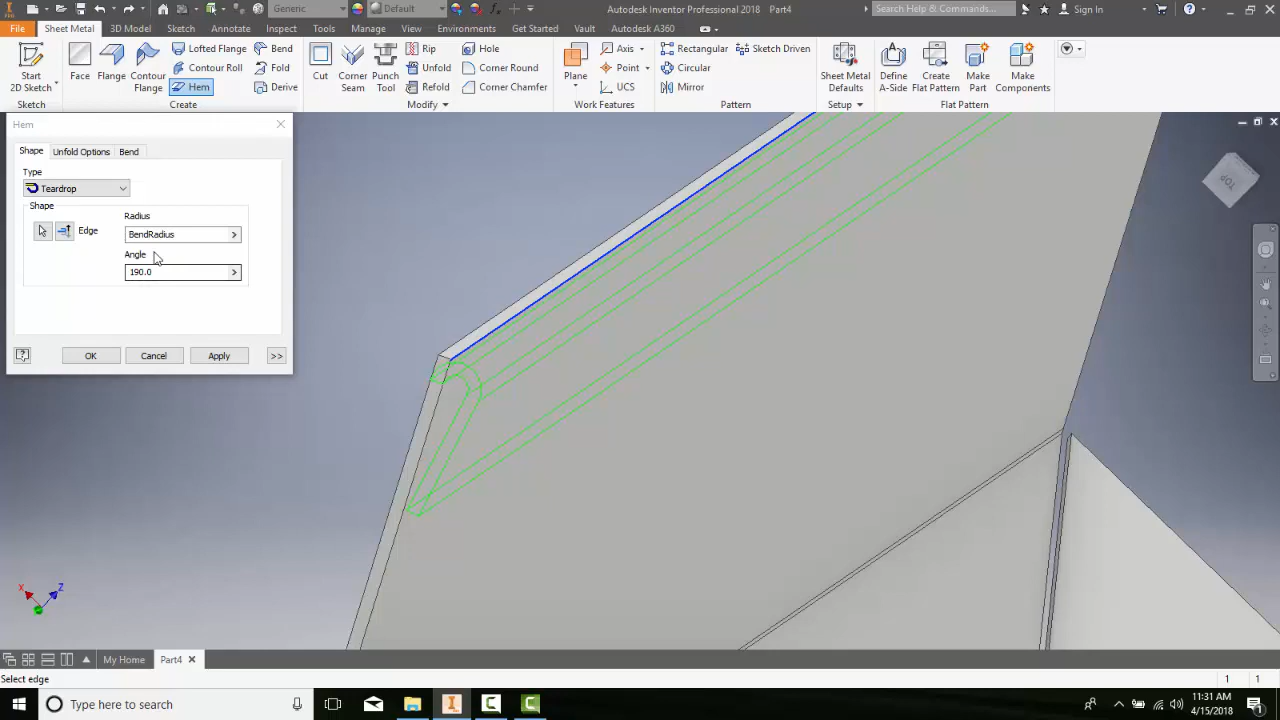 Generic
Default
Autodesk Inventor Professional 2018 Part4
Search Help & Commands...
Sign In
File
Sheet Metal
3D Model
Sketch
Annotate
Inspect
Tools
Manage
View
Environments
Get Started
Vault
Autodesk A360
Start
2D Sketch
Face
Flange
Contour
Flange
Lofted Flange
Contour Roll
Hem
Bend
Fold
Derive
Cut
Corner
Seam
Punch
Tool
Rip
Unfold
Refold
Hole
Corner Round
Corner Chamfer
Plane
Axis
Point
UCS
Rectangular
Circular
Mirror
Sketch Driven
Sheet Metal
Defaults
Define
A-Side
Create
Flat Pattern
Make
Part
Make
Components
Sketch
Create
Modify
Work Features
Pattern
Setup
Flat Pattern
Hem
Shape
Unfold Options
Bend
Type
Teardrop
Shape
Edge
Radius
BendRadius
>
Angle
190.0
>
?
OK
Cancel
Apply
>>
TOP
X
Z
My Home
Part4
Select edge
1
1
Type here to search
11:31 AM
4/15/2018
1